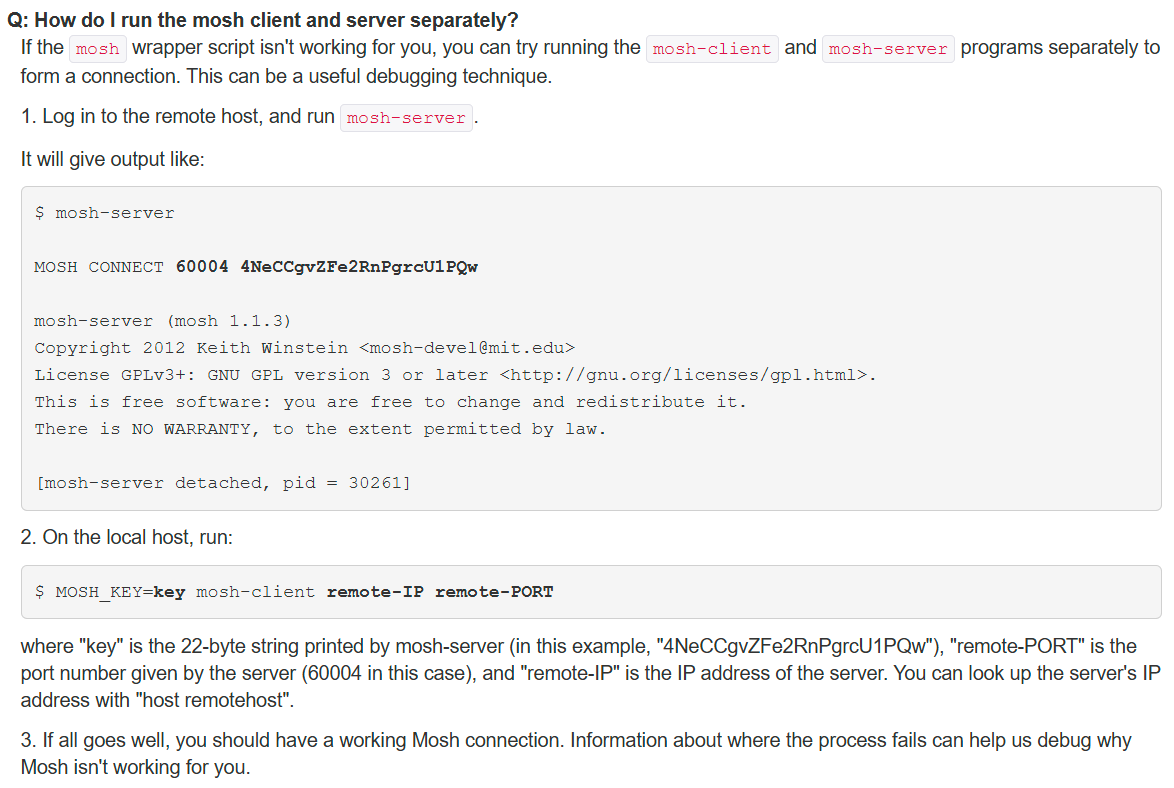 Q: How do I run the mosh client and server separately?
If the mosh wrapper script isn't working for you, you can try running the mosh-client and mosh-server programs separately to
form a connection. This can be a useful debugging technique.
1. Log in to the remote host, and run mosh-server.
It will give output like:
$ mosh-server
MOSH CONNECT 60004 4NeCCgvZFe2RnPgrcU1PQw
mosh-server (mosh 1.1.3)
Copyright 2012 Keith Winstein <mosh-devel@mit.edu>
License GPLv3+: GNU GPL version 3 or later <http://gnu.org/licenses/gpl.html>.
This is free software: you are free to change and redistribute it.
There is NO WARRANTY, to the extent permitted by law.
[mosh-server detached, pid = 30261]
2. On the local host, run:
$ MOSH_KEY=key mosh-client remote-IP remote-PORT
where "key" is the 22-byte string printed by mosh-server (in this example, "4NeCCgvZFe2RnPgrcU1PQw"), "remote-PORT" is the
port number given by the server (60004 in this case), and "remote-IP" is the IP address of the server. You can look up the server's IP
address with "host remotehost".
3. If all goes well, you should have a working Mosh connection. Information about where the process fails can help us debug why
Mosh isn't working for you.